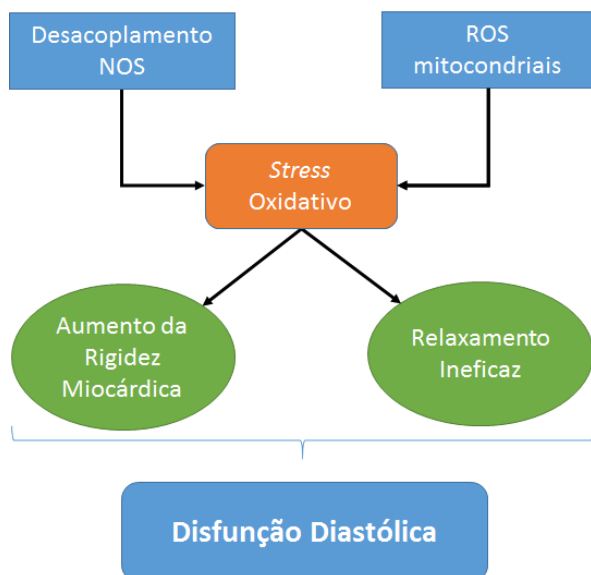 Desacoplamento
NOS
ROS
mitocondriais
Stress
Oxidativo
Aumento da
Rigidez
Miocárdica
Relaxamento
Ineficaz
Disfunção Diastólica